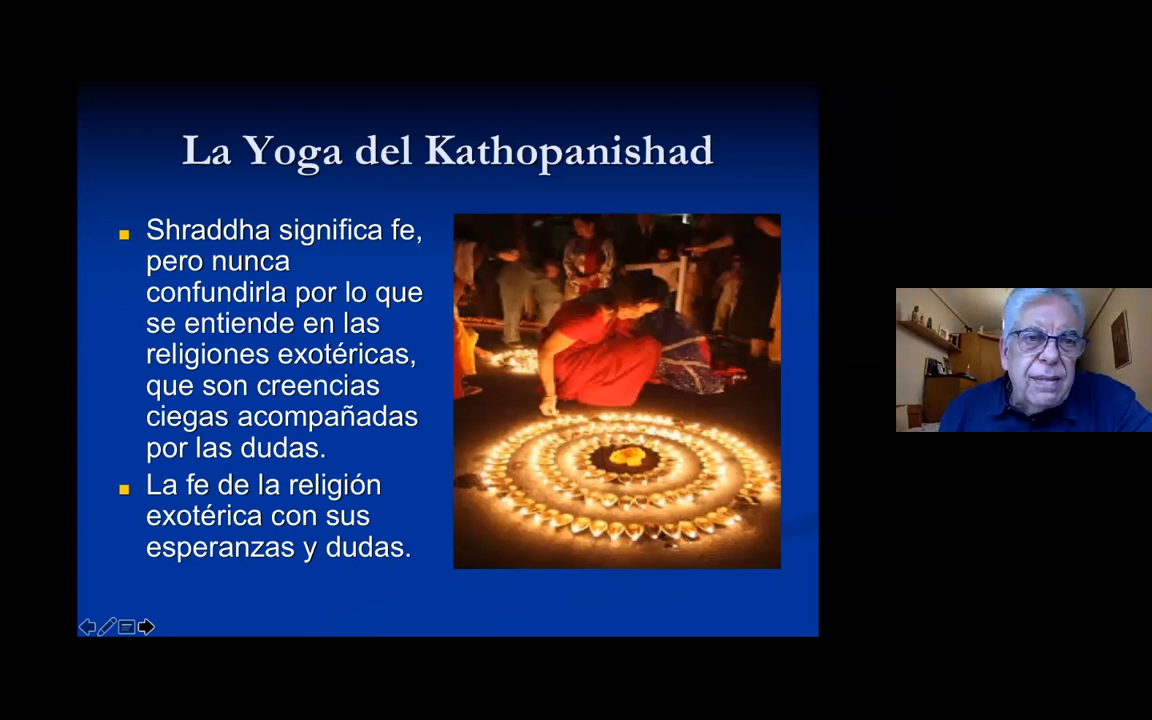 La Yoga del Kathopanishad
Shraddha significa fe,
pero nunca
confundirla por lo que
se entiende en las
religiones exotéricas,
que son creencias
ciegas acompañadas
por las dudas.
La fe de la religión
exotérica con sus
esperanzas y dudas.